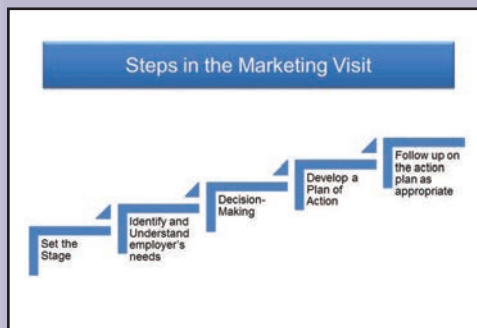 Steps in the Marketing Visit
Set the
Stage
Identify and
Understand
employer's
needs
Decision-
Making
Develop a
Plan of
Action
Follow up on
the action
plan as
appropriate